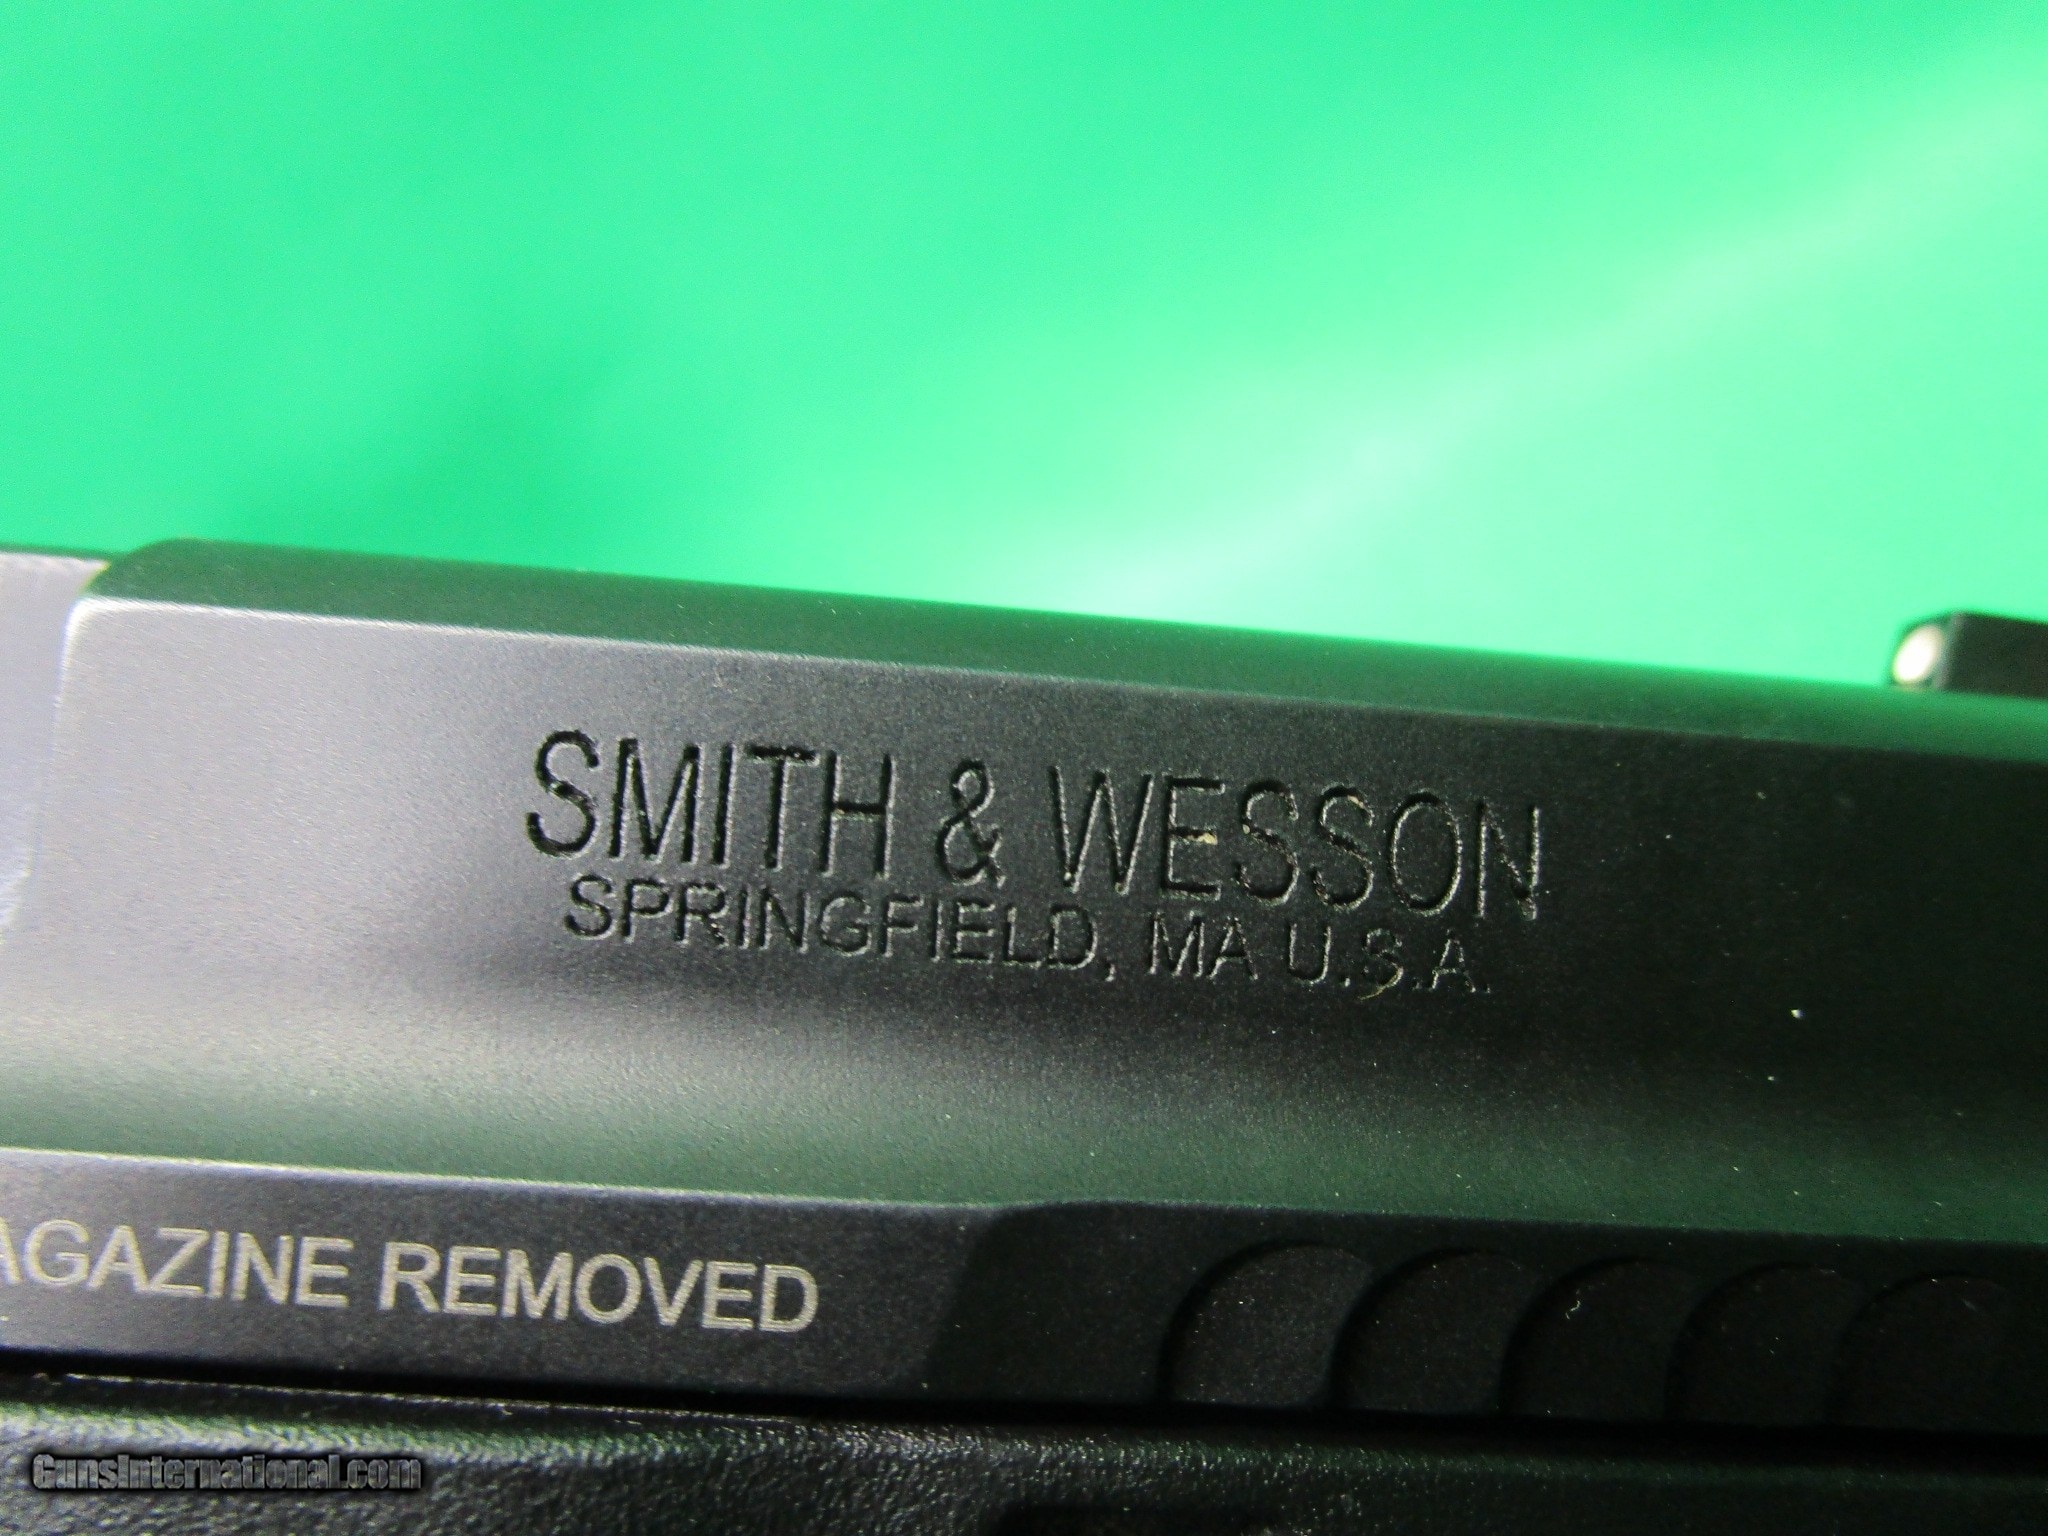 SMITH & WESSON
SPRINGFIELD, MA U.S.A.
AGAZINE REMOVED
GunsInternational.com